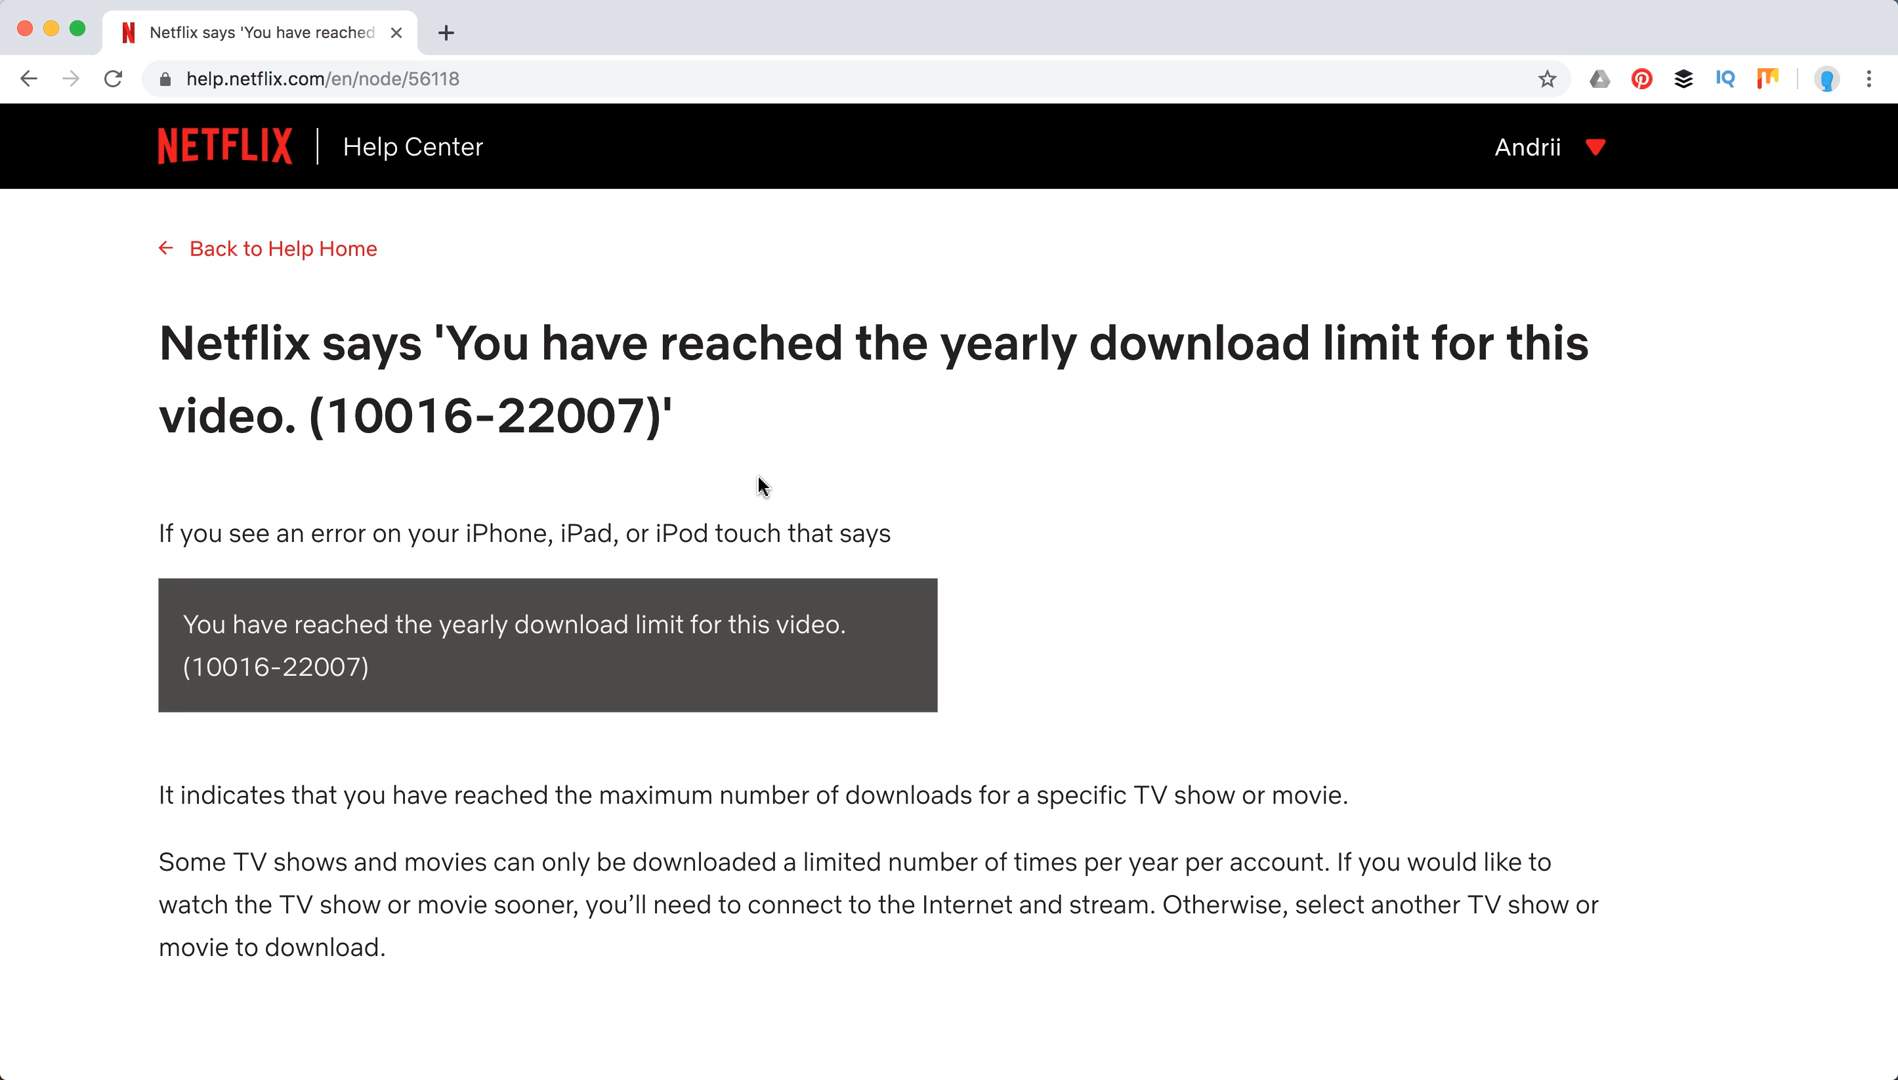 Netflix says 'You have reached
help.netflix.com/en/node/56118
IQ
NETFLIX | Help Center
Andrii
← Back to Help Home
Netflix says 'You have reached the yearly download limit for this
video. (10016-22007)'
If you see an error on your iPhone, iPad, or iPod touch that says
You have reached the yearly download limit for this video.
(10016-22007)
It indicates that you have reached the maximum number of downloads for a specific TV show or movie.
Some TV shows and movies can only be downloaded a limited number of times per year per account. If you would like to
watch the TV show or movie sooner, you’ll need to connect to the Internet and stream. Otherwise, select another TV show or
movie to download.